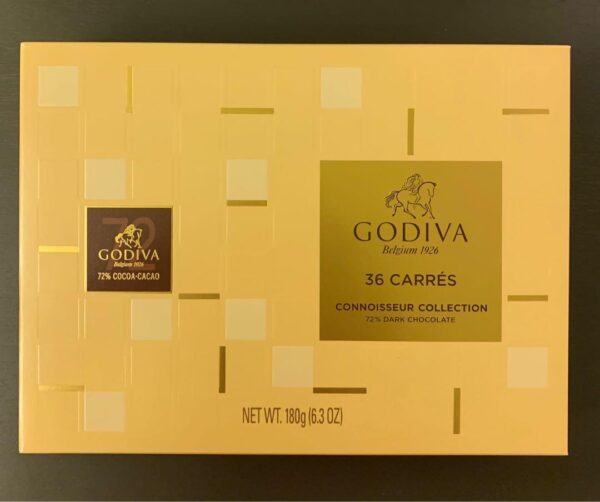 72
GODIVA
Belgium 1926
72% COCOA-CACAO
GODIVA
Belgium 1926
36 CARRÉS
CONNOISSEUR COLLECTION
72% DARK CHOCOLATE
NET WT. 180g (6.3 OZ)